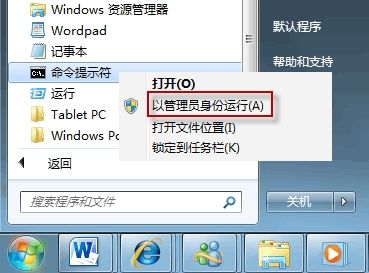 Windows 资源管理器
Wordpad
记事本
命令提示符
运行
Tablet PC
Windows Po
返回
搜索程序和文件
默认程序
帮助和支持
关机
打开(O)
以管理员身份运行(A)
打开文件位置(I)
锁定到任务栏(K)